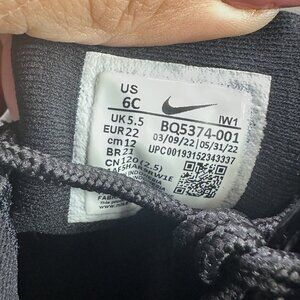 US
6C
IW1
UK 5.5
BQ5374-001
EUR 22
03/09/22 05/31/22
cm 12
UPC00193152343337
BR 21
CN 120 (2.5)